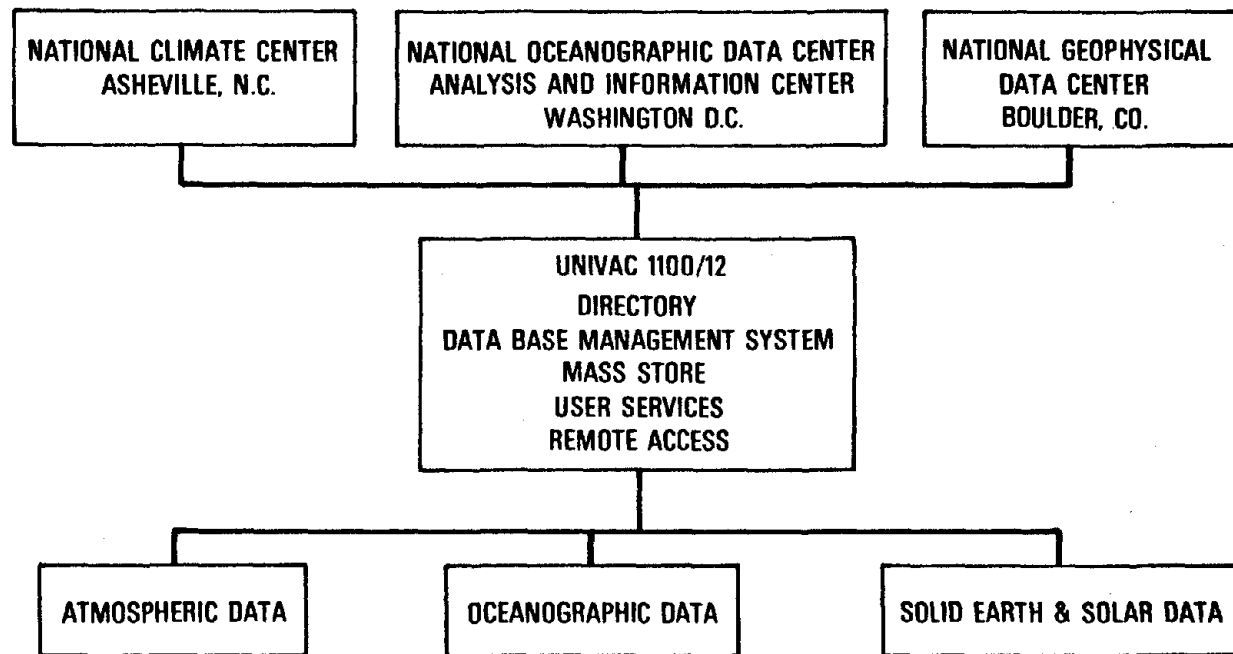 NATIONAL CLIMATE CENTER
ASHEVILLE, N.C.
NATIONAL OCEANOGRAPHIC DATA CENTER
ANALYSIS AND INFORMATION CENTER
WASHINGTON D.C.
NATIONAL GEOPHYSICAL
DATA CENTER
BOULDER, CO.
UNIVAC 1100/12
DIRECTORY
DATA BASE MANAGEMENT SYSTEM
MASS STORE
USER SERVICES
REMOTE ACCESS
ATMOSPHERIC DATA
OCEANOGRAPHIC DATA
SOLID EARTH & SOLAR DATA